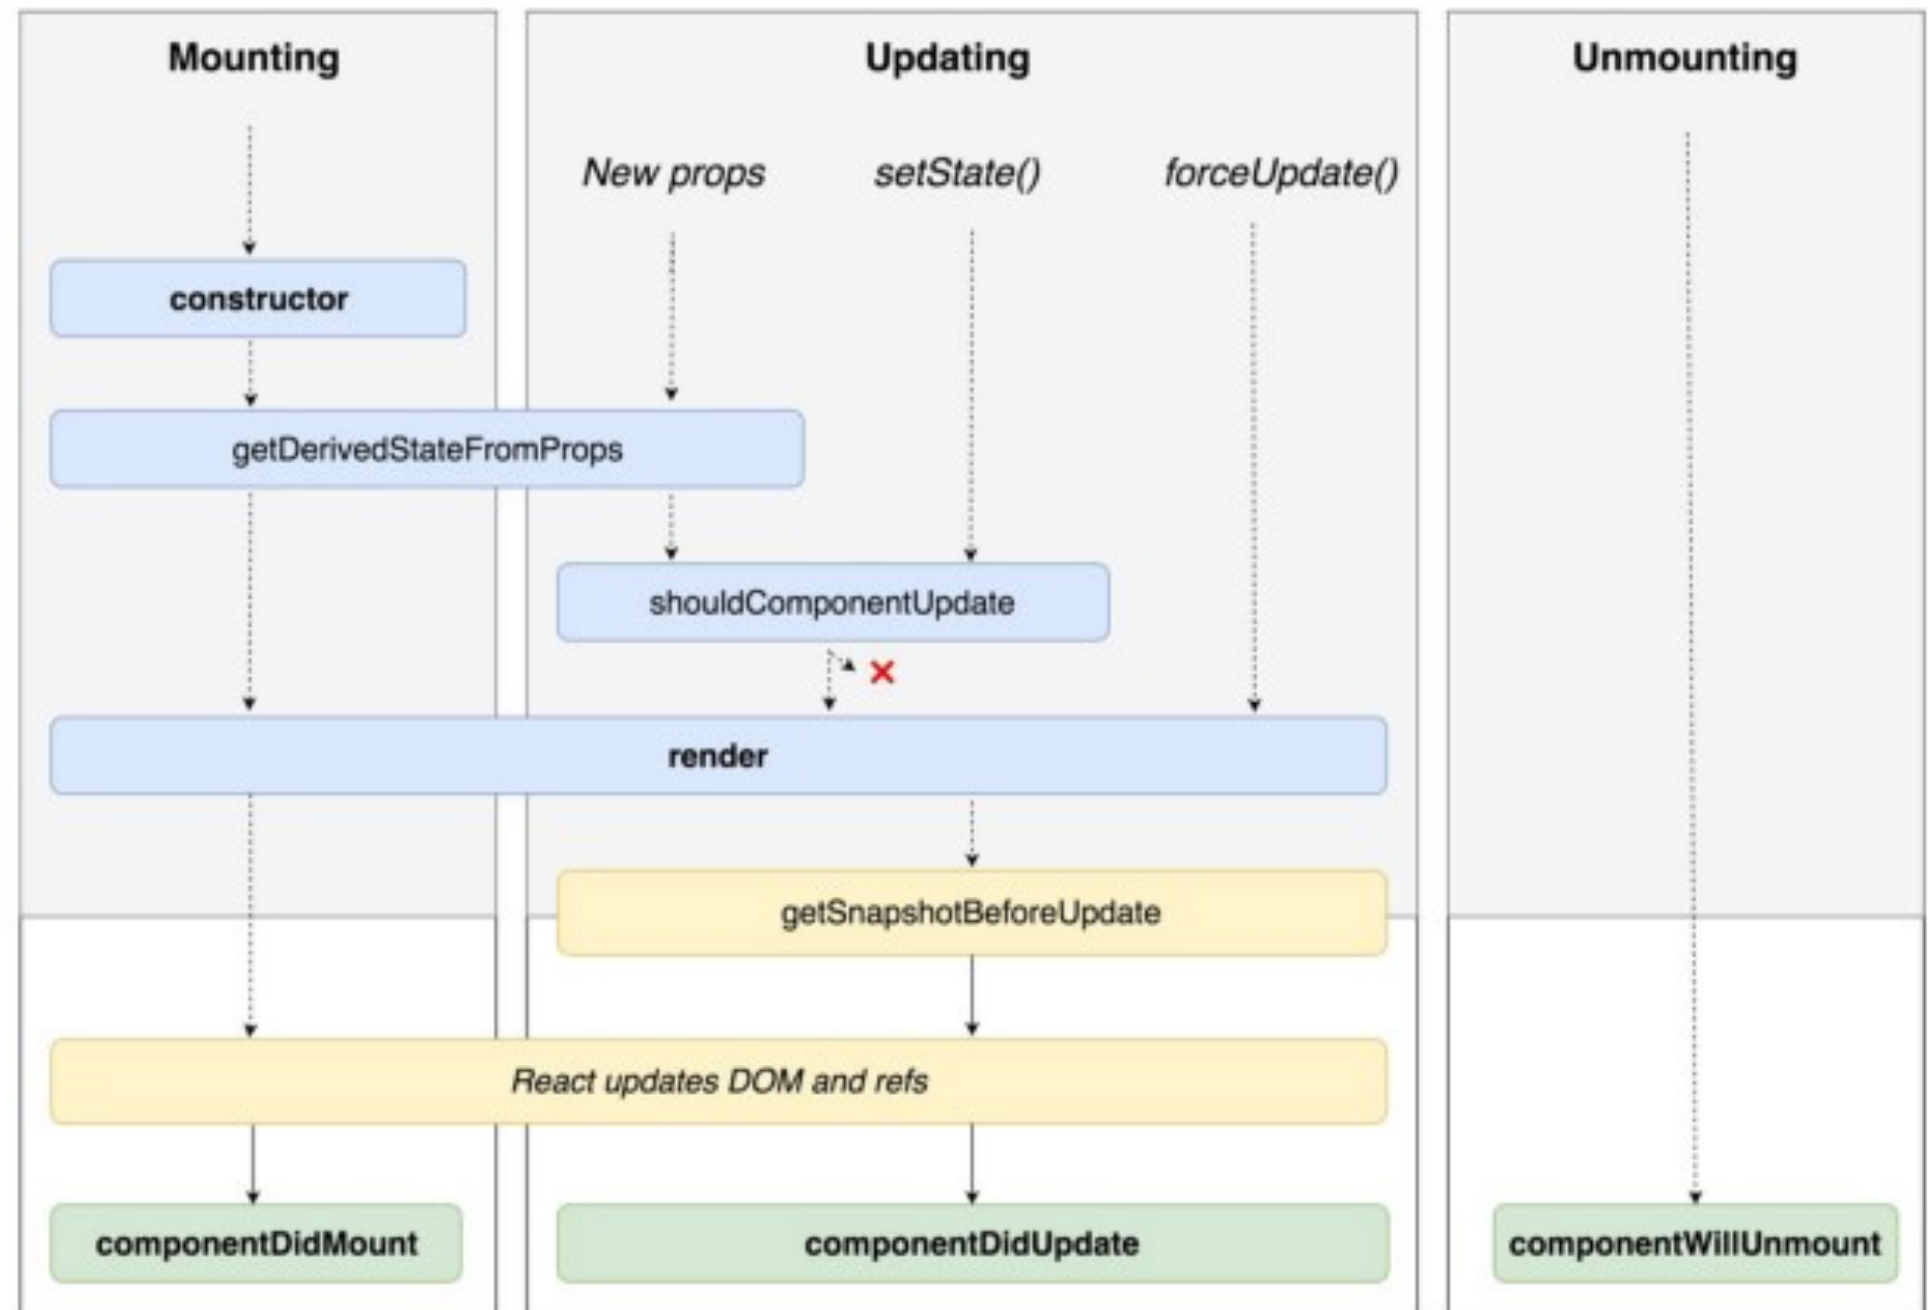 Mounting
Updating
Unmounting
New props
setState()
forceUpdate()
constructor
getDerivedStateFromProps
shouldComponentUpdate
render
getSnapshotBeforeUpdate
React updates DOM and refs
componentDidMount
componentDidUpdate
componentWillUnmount